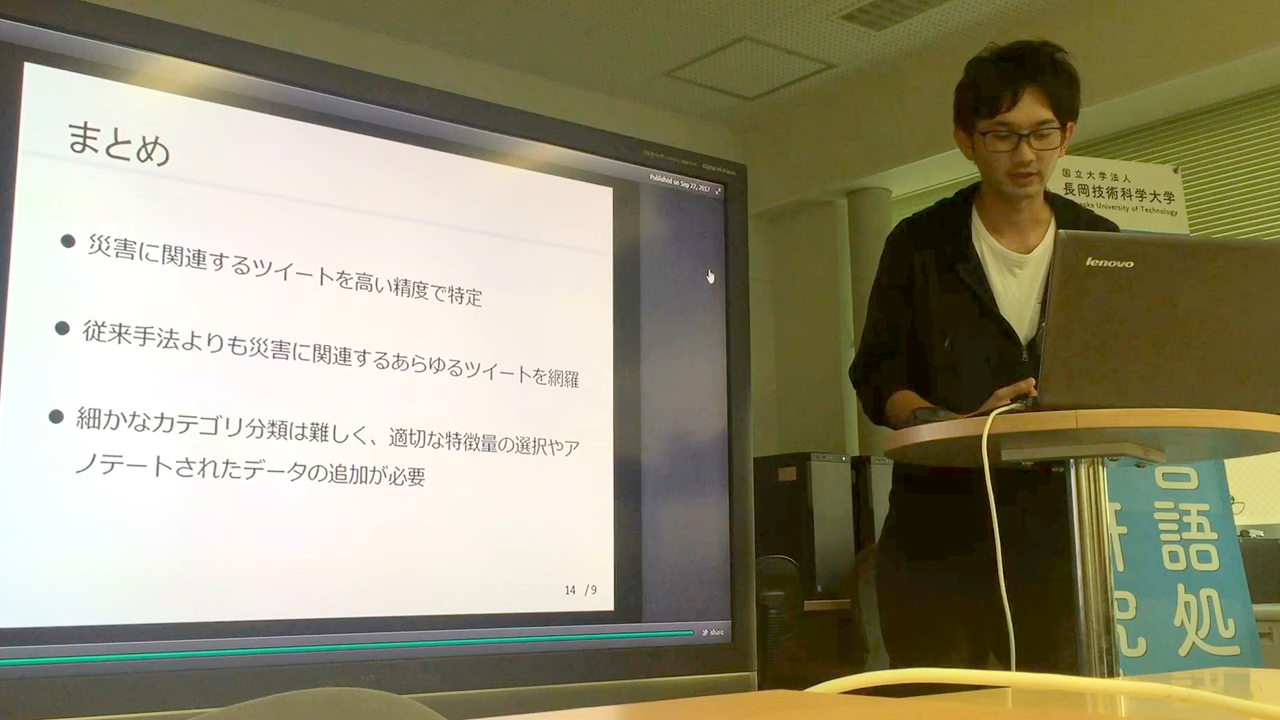 まとめ
● 災害に関連するツイートを高い精度で特定
● 従来手法よりも災害に関連するあらゆるツイートを網羅
● 細かなカテゴリ分類は難しく、適切な特徴量の選択やア
ノテートされたデータの追加が必要
14 /9
Published on Sep 27, 2017
share
国立大学法人
長岡技術科学大学
University of Technology
lenovo
語処